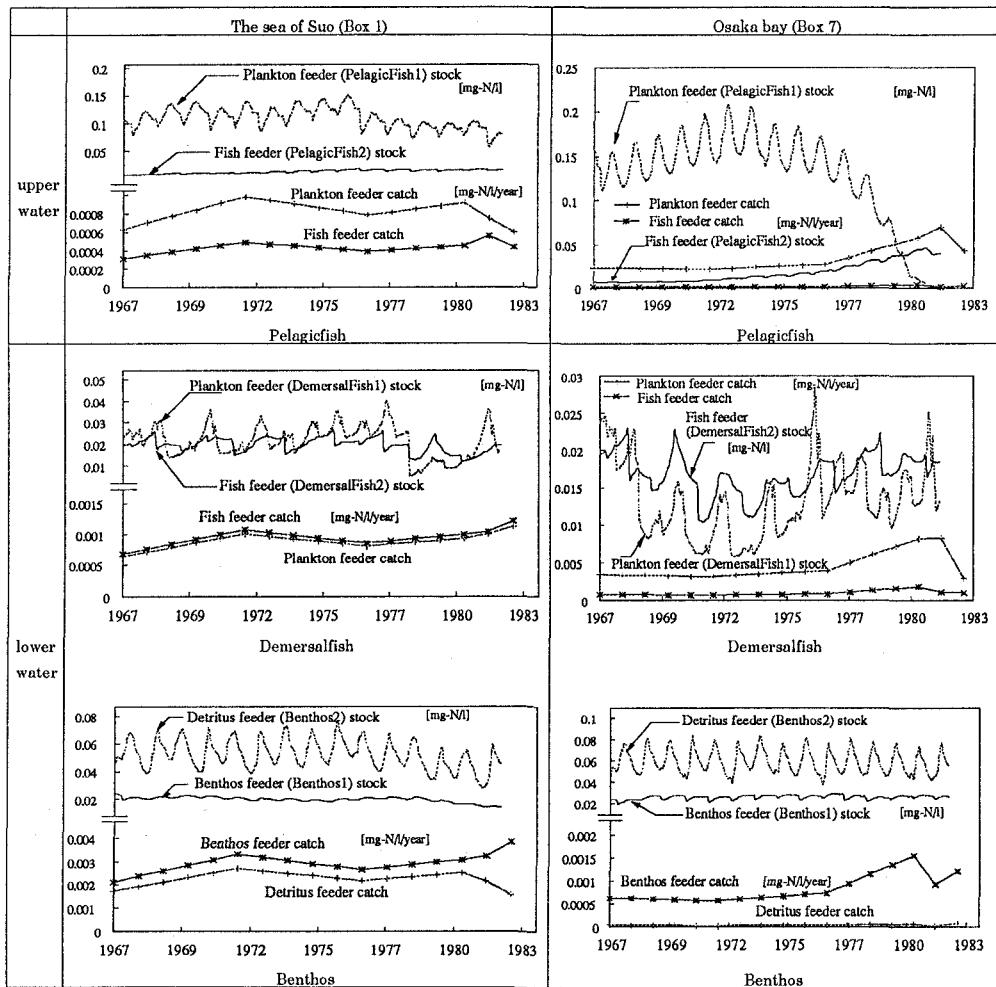 The sea of Suo (Box 1)
Osaka bay (Box 7)
upper
water
0.2
0.15
0.1
0.05
0.0008
0.0006
0.0004
0.0002
0
Plankton feeder (PelagicFish1) stock
[mg-N/l]
Fish feeder (PelagicFish2) stock
Plankton feeder catch
[mg-N/l/year]
Fish feeder catch
1967 1969 1972 1975 1977 1980 1983
Pelagicfish
0.25
0.2
0.15
0.1
0.05
0
Plankton feeder (PelagicFish1) stock
[mg-N/l]
Plankton feeder catch
Fish feeder catch
[mg-N/l/year]
Fish feeder (PelagicFish2) stock
1967 1969 1972 1975 1977 1980 1983
Pelagicfish
lower
water
0.05
0.04
0.03
0.02
0.01
0.0015
0.001
0.0005
0
Plankton feeder (DemersalFish1) stock
[mg-N/l]
Fish feeder (DemersalFish2) stock
Fish feeder catch
[mg-N/l/year]
Plankton feeder catch
1967 1969 1972 1975 1977 1980 1983
Demersalfish
0.03
0.025
0.02
0.015
0.01
0.005
0
Plankton feeder catch
[mg-N/l/year]
Fish feeder catch
Fish feeder
(DemersalFish2) stock
[mg-N/l]
Plankton feeder (DemersalFish1) stock
1967 1969 1972 1975 1977 1980 1983
Demersalfish
0.08
0.06
0.04
0.02
0.004
0.003
0.002
0.001
0
Detritus feeder (Benthos2) stock
[mg-N/l]
Benthos feeder (Benthos1) stock
Benthos feeder catch
[mg-N/l/year]
Detritus feeder catch
1967 1969 1972 1975 1977 1980 1983
Benthos
0.1
0.08
0.06
0.04
0.02
0.002
0.0015
0.001
0.0005
0
Detritus feeder (Benthos2) stock
Benthos feeder (Benthos1) stock
[mg-N/l]
Benthos feeder catch
[mg-N/l/year]
Detritus feeder catch
1967 1969 1972 1975 1977 1980 1983
Benthos